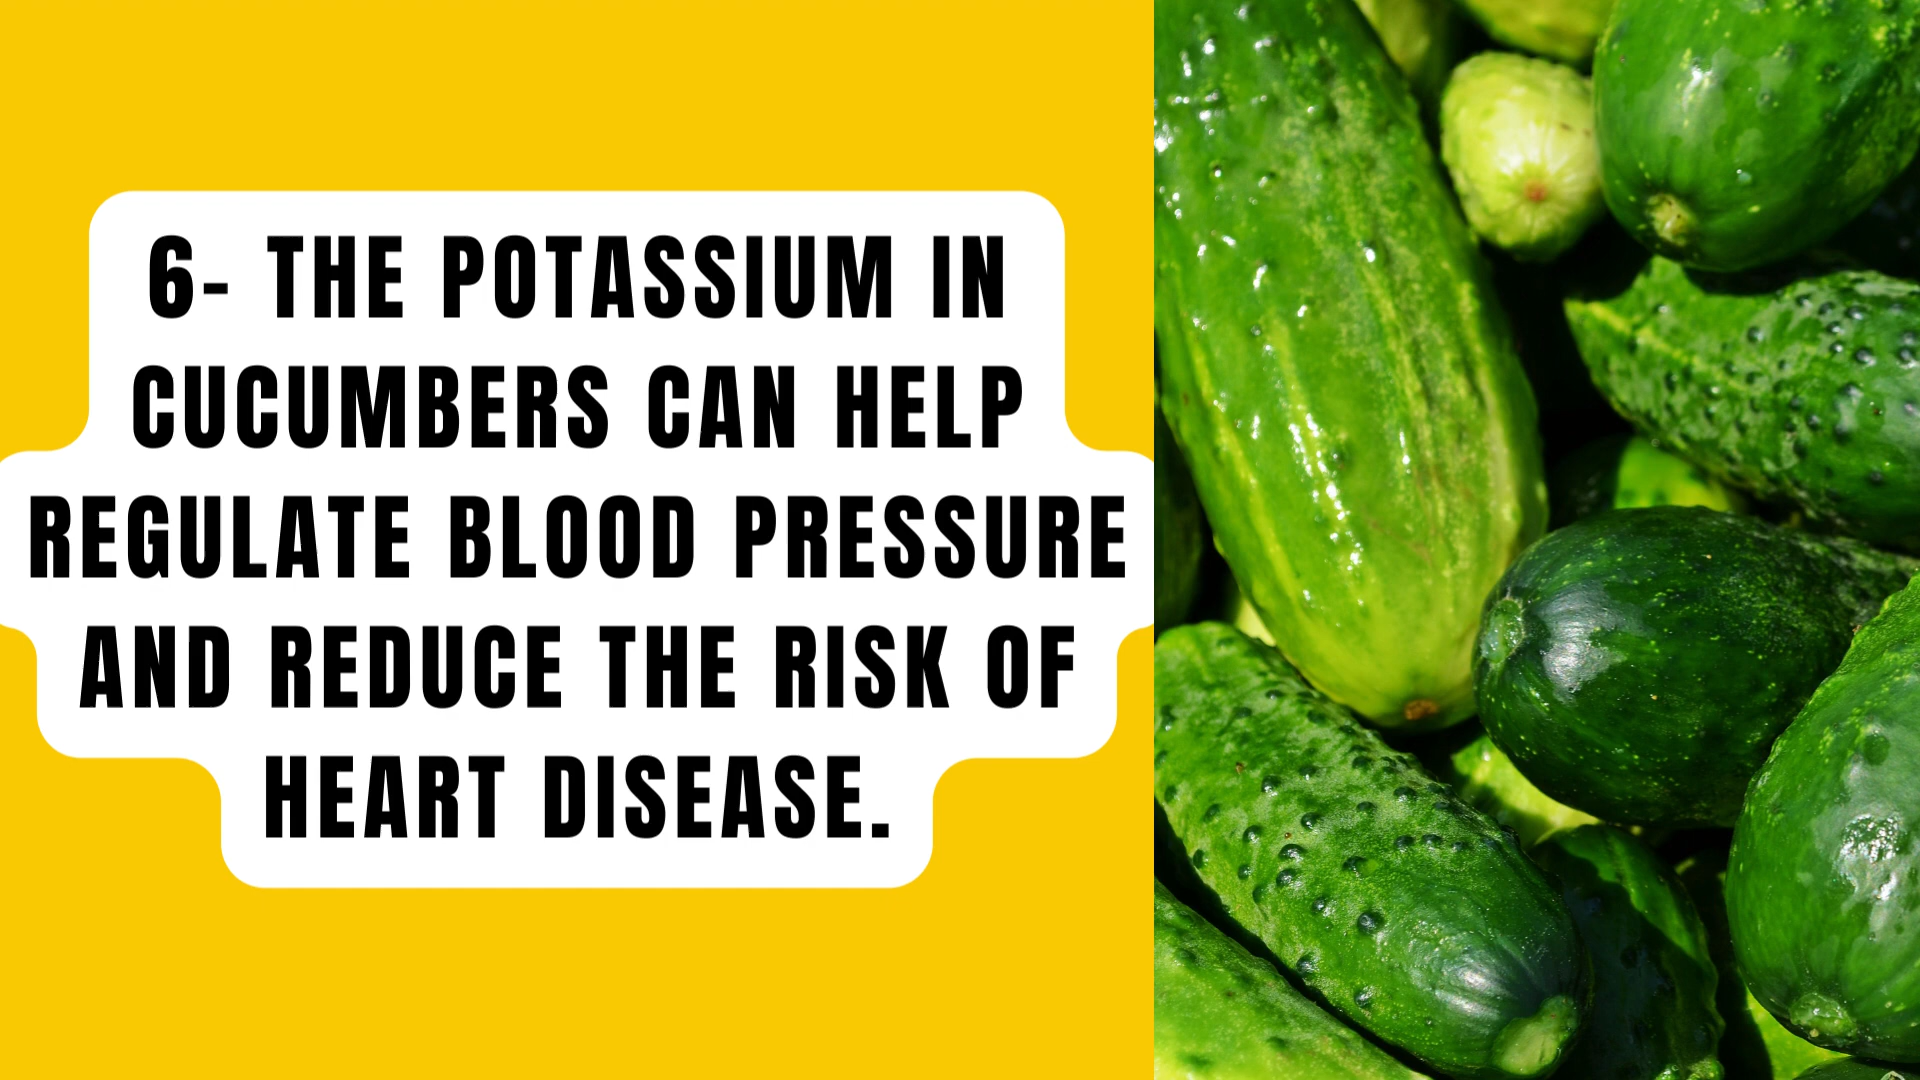 6- THE POTASSIUM IN
CUCUMBERS CAN HELP
REGULATE BLOOD PRESSURE
AND REDUCE THE RISK OF
HEART DISEASE.